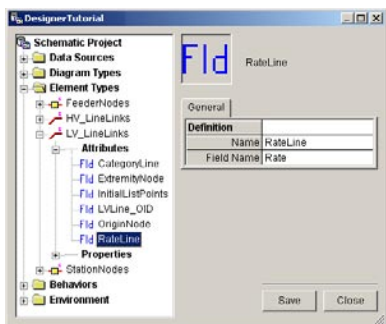 DesignerTutorial
Schematic Project
Data Sources
Diagram Types
Element Types
FeederNodes
HV_LineLinks
LV_LineLinks
Attributes
Fld CategoryLine
Fld ExtremityNode
Fld InitialListPoints
Fld LVLine_OID
Fld OriginNode
Fld RateLine
Properties
StationNodes
Behaviors
Environment
Fld RateLine
General
Definition
Name RateLine
Field Name Rate
Save Close